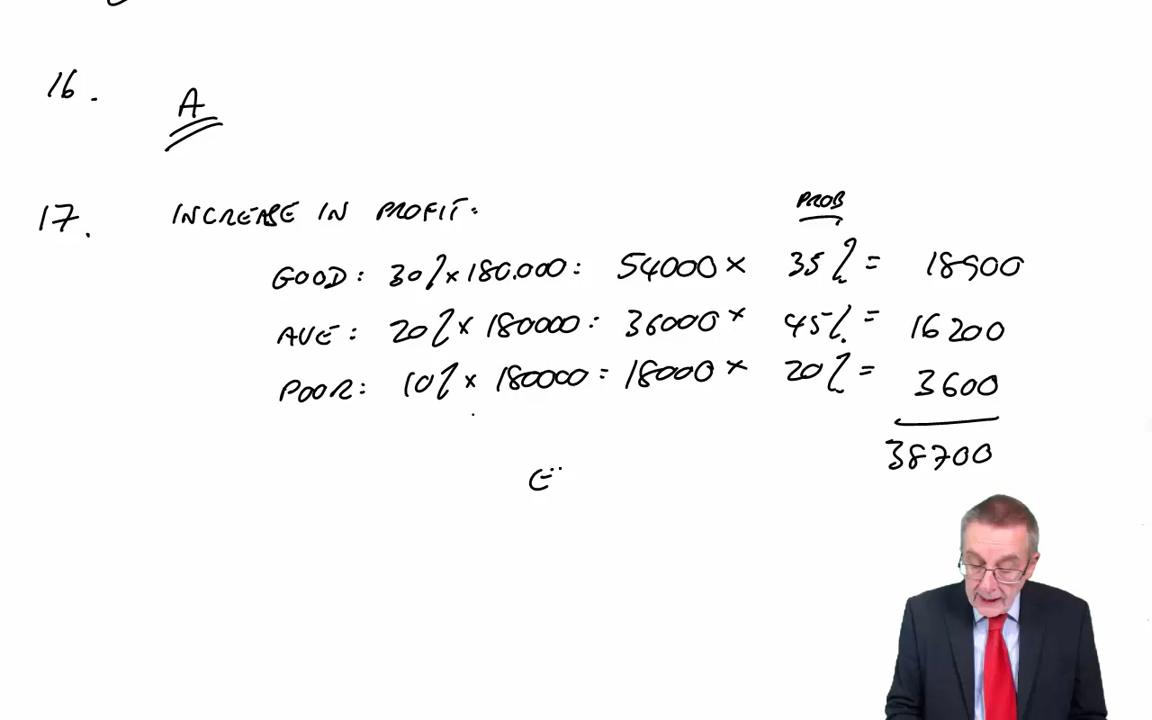 16. A
17. INCREASE IN PROFIT:
PROB
GOOD: 30% × 180.000: 54000 × 35% = 18900
AVE: 20% × 180000: 36000 × 45%. = 16200
POOR: 10% × 180000 = 18000 × 20% = 3600
38700